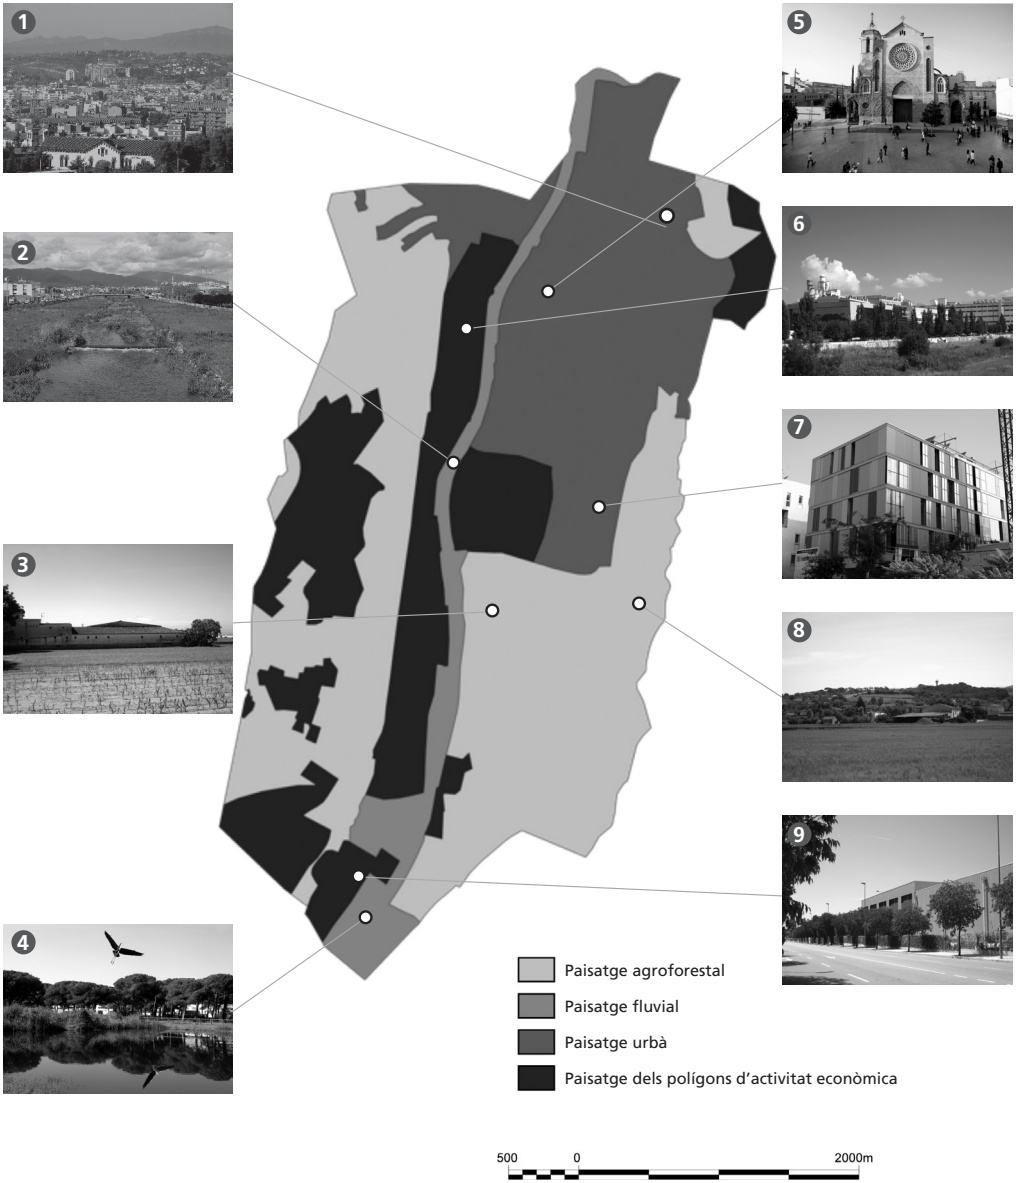 1
2
3
4
5
6
7
8
9
Paisatge agroforestal
Paisatge fluvial
Paisatge urbà
Paisatge dels polígons d'activitat econòmica
500 0 2000m